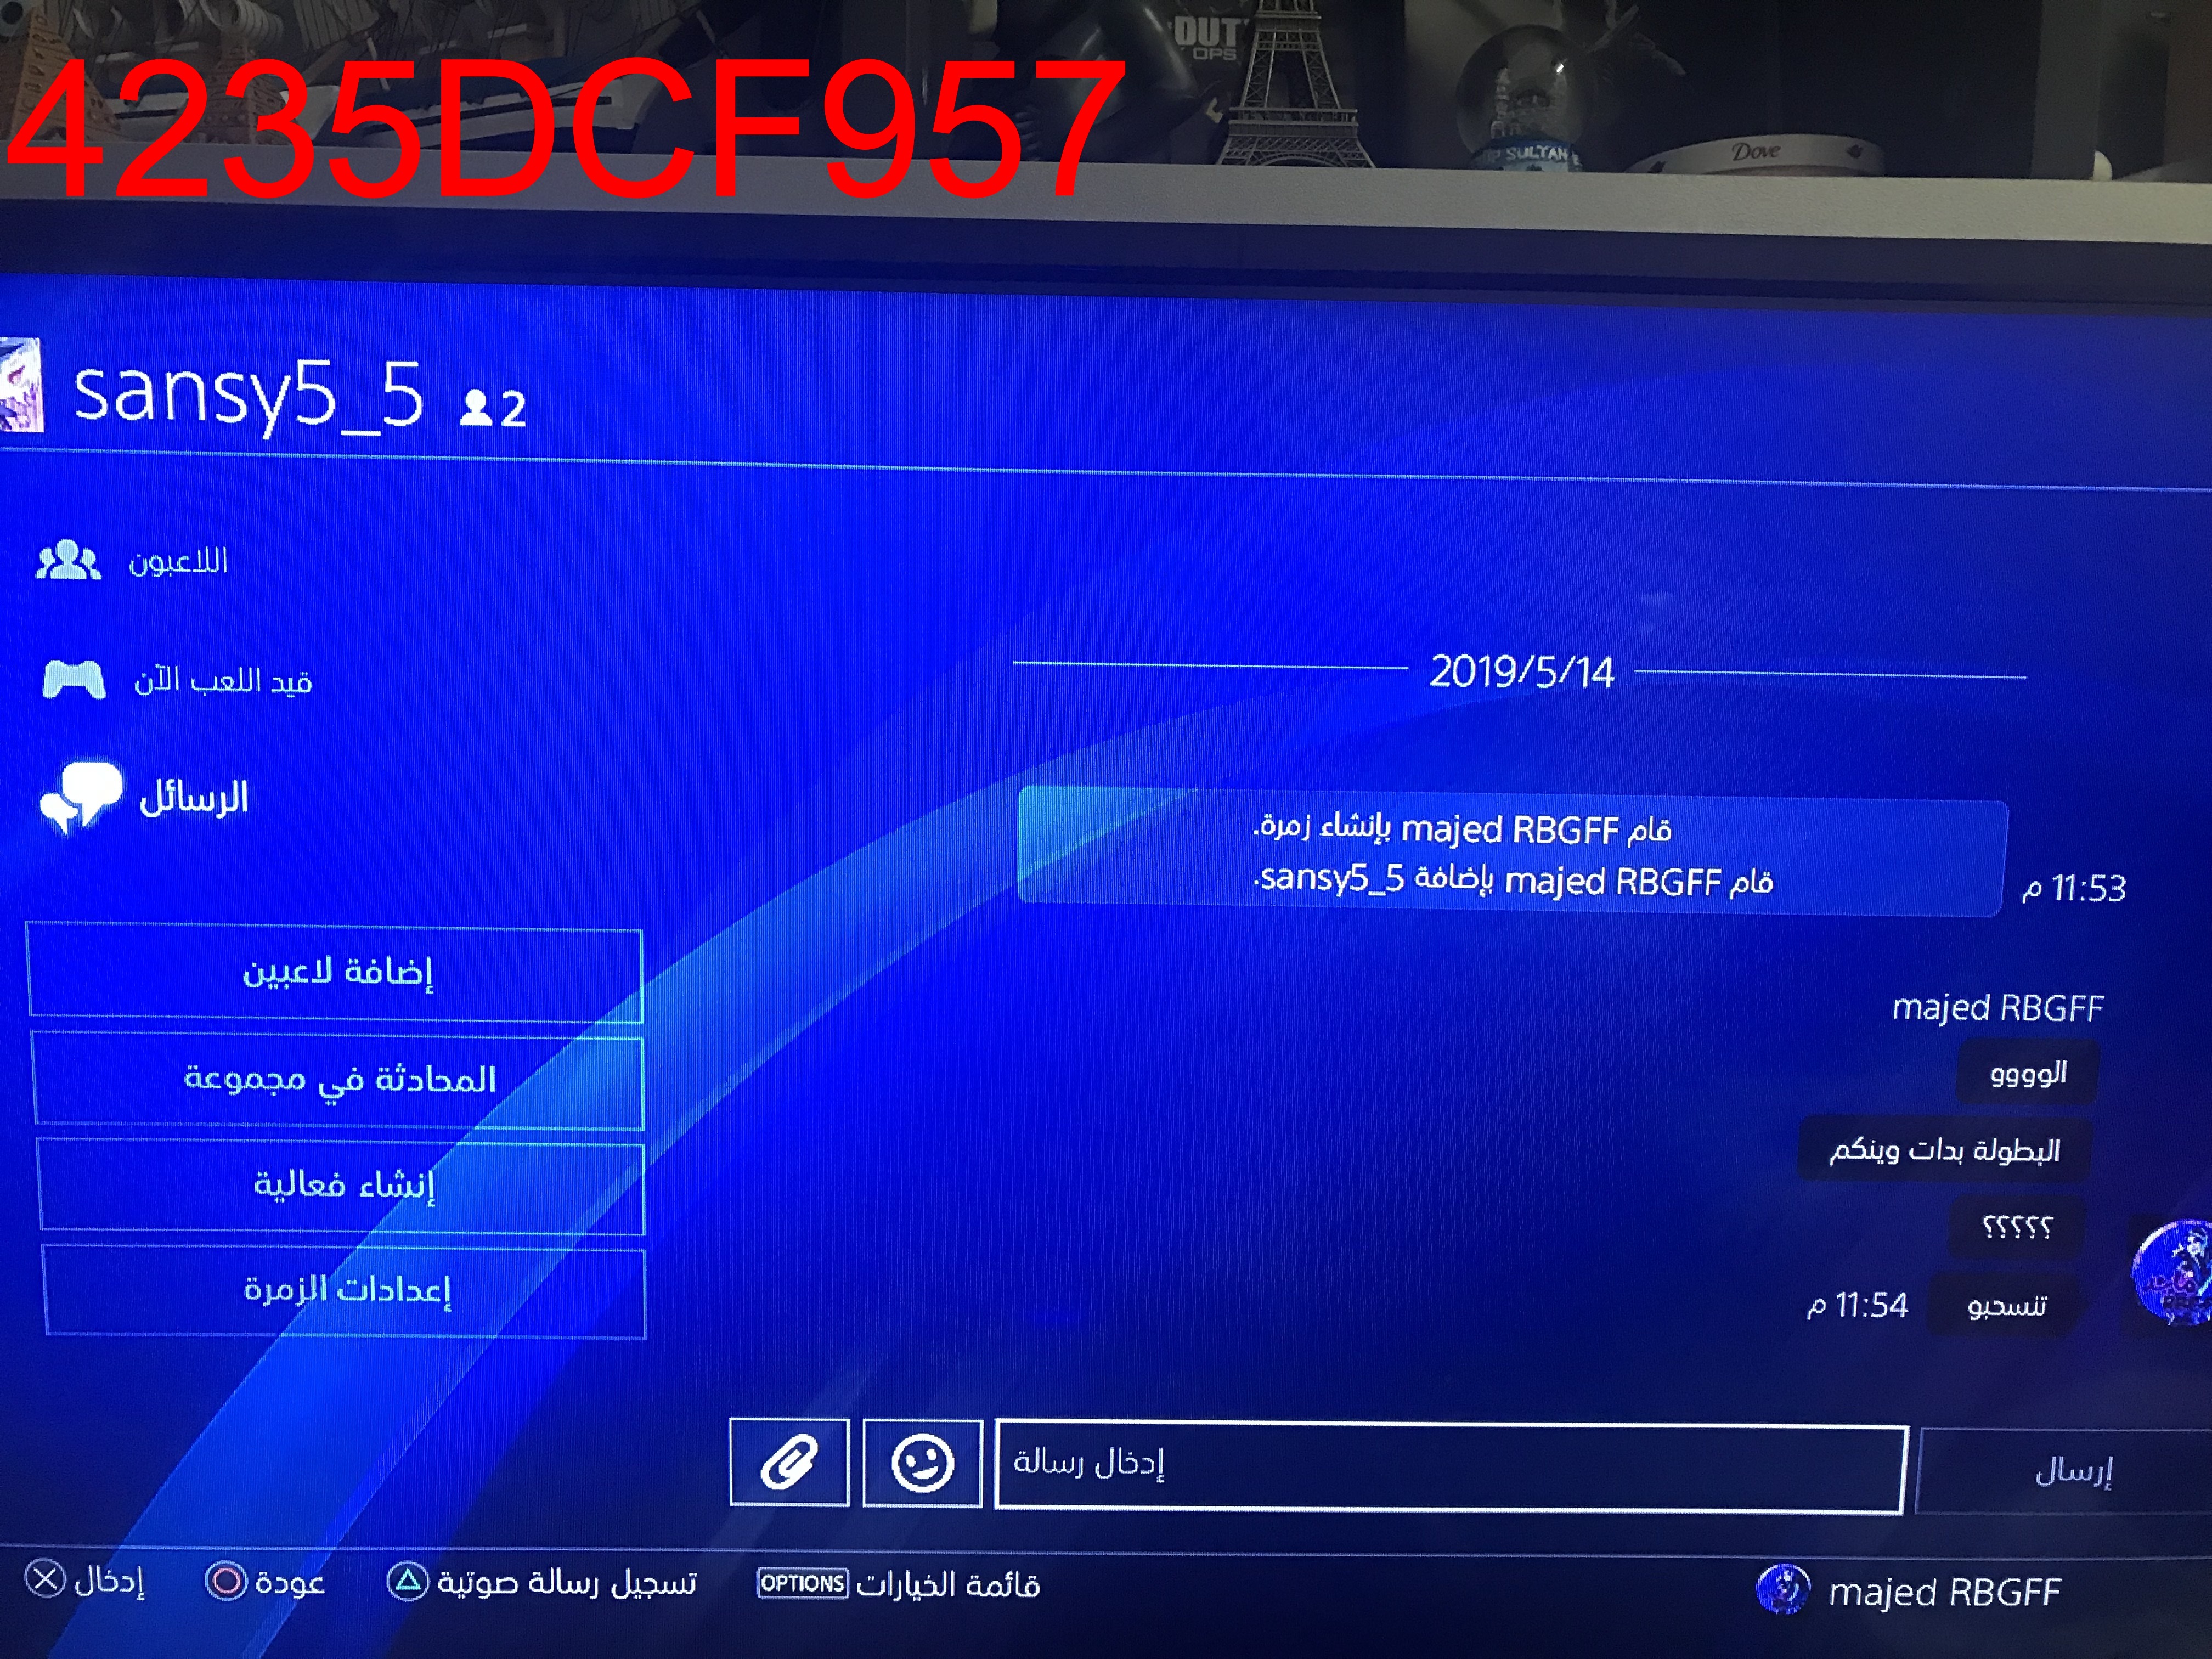 4235DCF957
DUT
OPS
SULTAN
Dove
sansy5_5 2
اللاعبون
قيد اللعب الآن
الرسائل
إضافة لاعبين
المحادثة في مجموعة
إنشاء فعالية
إعدادات الزمرة
2019/5/14
قام majed RBGFF بإنشاء زمرة.
قام majed RBGFF بإضافة sansy5_5.
11:53 م
majed RBGFF
الوووو
البطولة بدات وينكم
؟؟؟؟؟
تنسحبو
11:54 م
إدخال رسالة
إرسال
إدخال
عودة
تسجيل رسالة صوتية
OPTIONS قائمة الخيارات
majed RBGFF